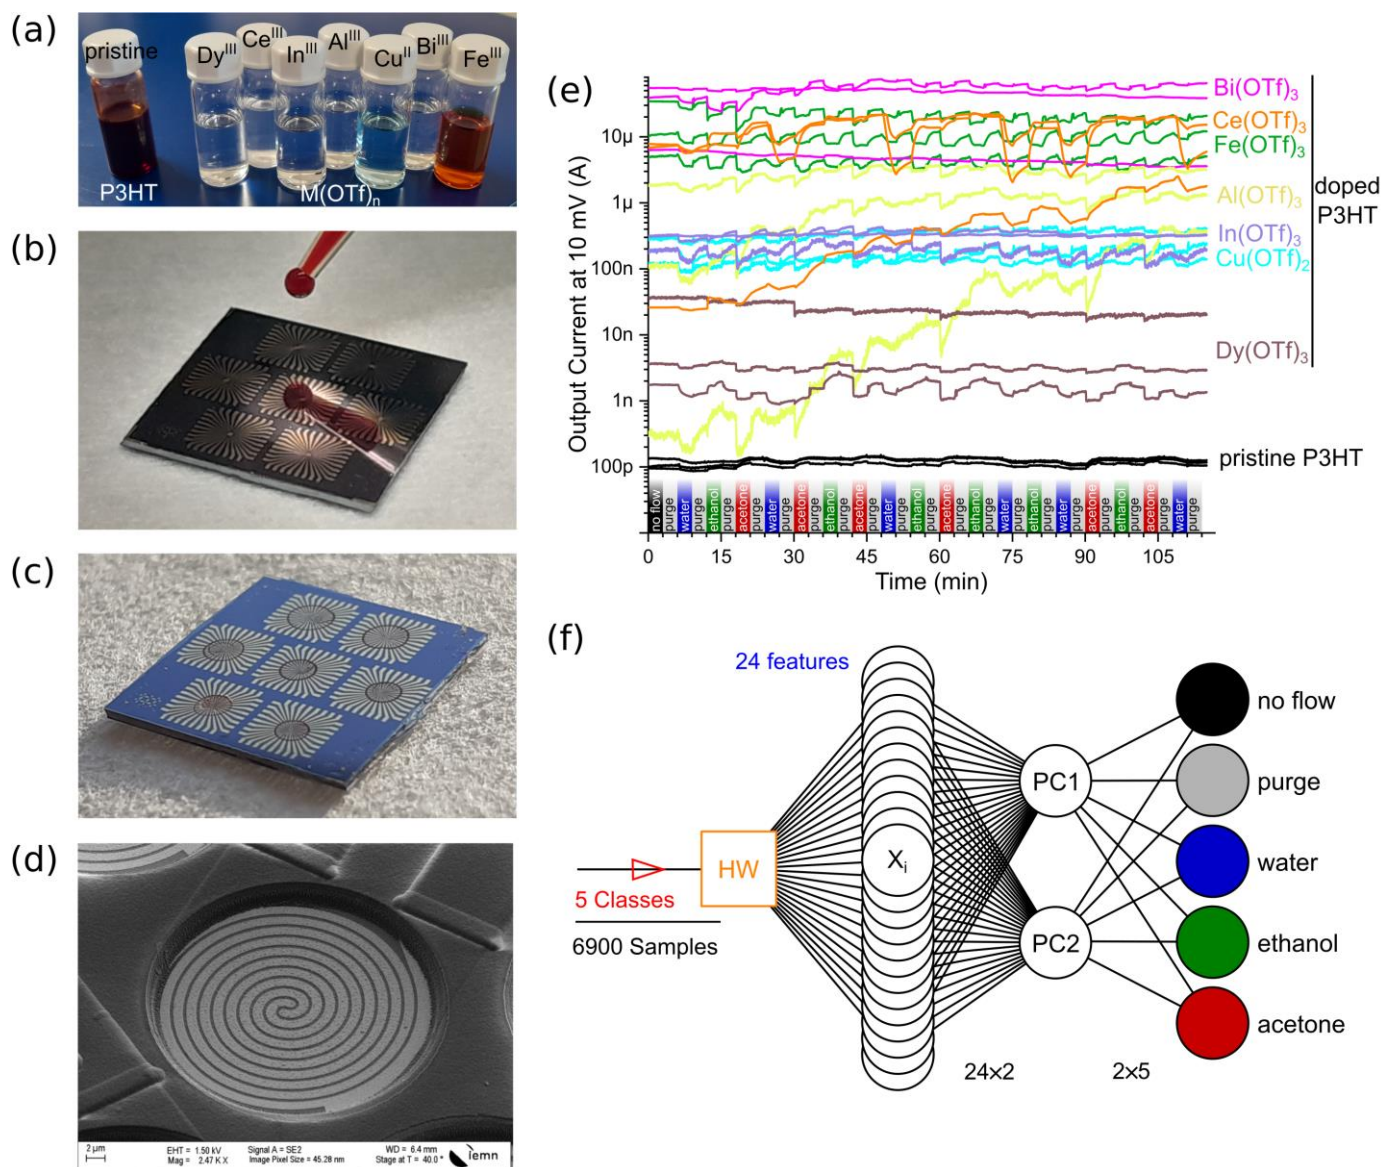 (a)
pristine
Dy^III
Ce^III
In^III
Al^III
Cu^II
Bi^III
Fe^III
P3HT
M(OTf)n
(b)
(c)
(d)
2 µm
EHT = 1.50 kV
Mag = 2.47 K X
Signal A = SE2
Image Pixel Size = 45.28 nm
WD = 6.4 mm
Stage at T = 40.0 °
iemn
(e)
Output Current at 10 mV (A)
10µ
1µ
100n
10n
1n
100p
Bi(OTf)3
Ce(OTf)3
Fe(OTf)3
Al(OTf)3
In(OTf)3
Cu(OTf)2
Dy(OTf)3
doped
P3HT
pristine P3HT
no flow purge water purge ethanol purge acetone purge water purge acetone purge ethanol purge acetone purge water purge ethanol purge acetone purge ethanol purge water purge ethanol purge water purge acetone purge ethanol purge acetone purge water purge
0 15 30 45 60 75 90 105
Time (min)
(f)
24 features
HW
5 Classes
6900 Samples
Xi
PC1
PC2
24×2
2×5
no flow
purge
water
ethanol
acetone